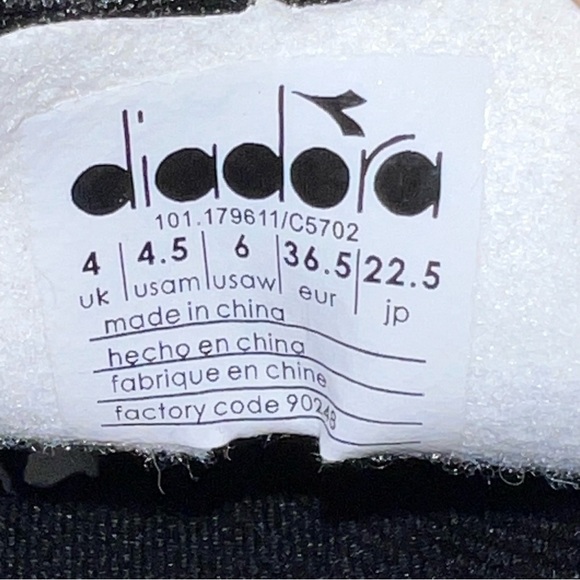 diadora
101.179611/C5702
4 | 4.5 | 6 | 36.5 | 22.5
uk | usam | usaw | eur | jp
made in china
hecho en china
fabrique en chine
factory code 90248